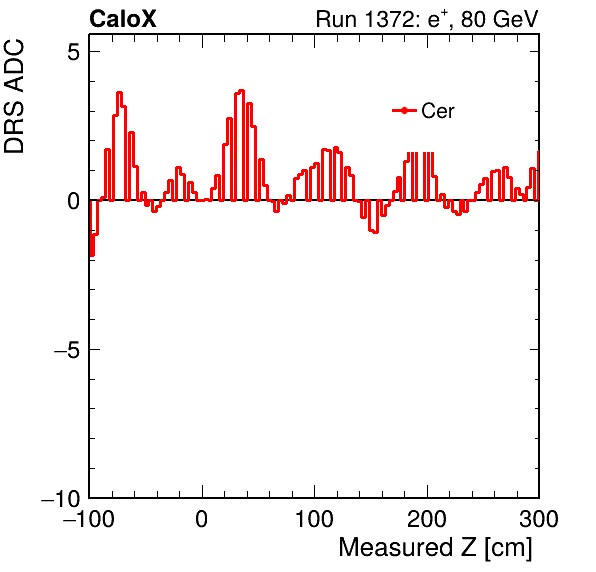 CaloX
Run 1372: e+, 80 GeV
DRS ADC
Cer
5
0
−5
−10
−100 0 100 200 300
Measured Z [cm]